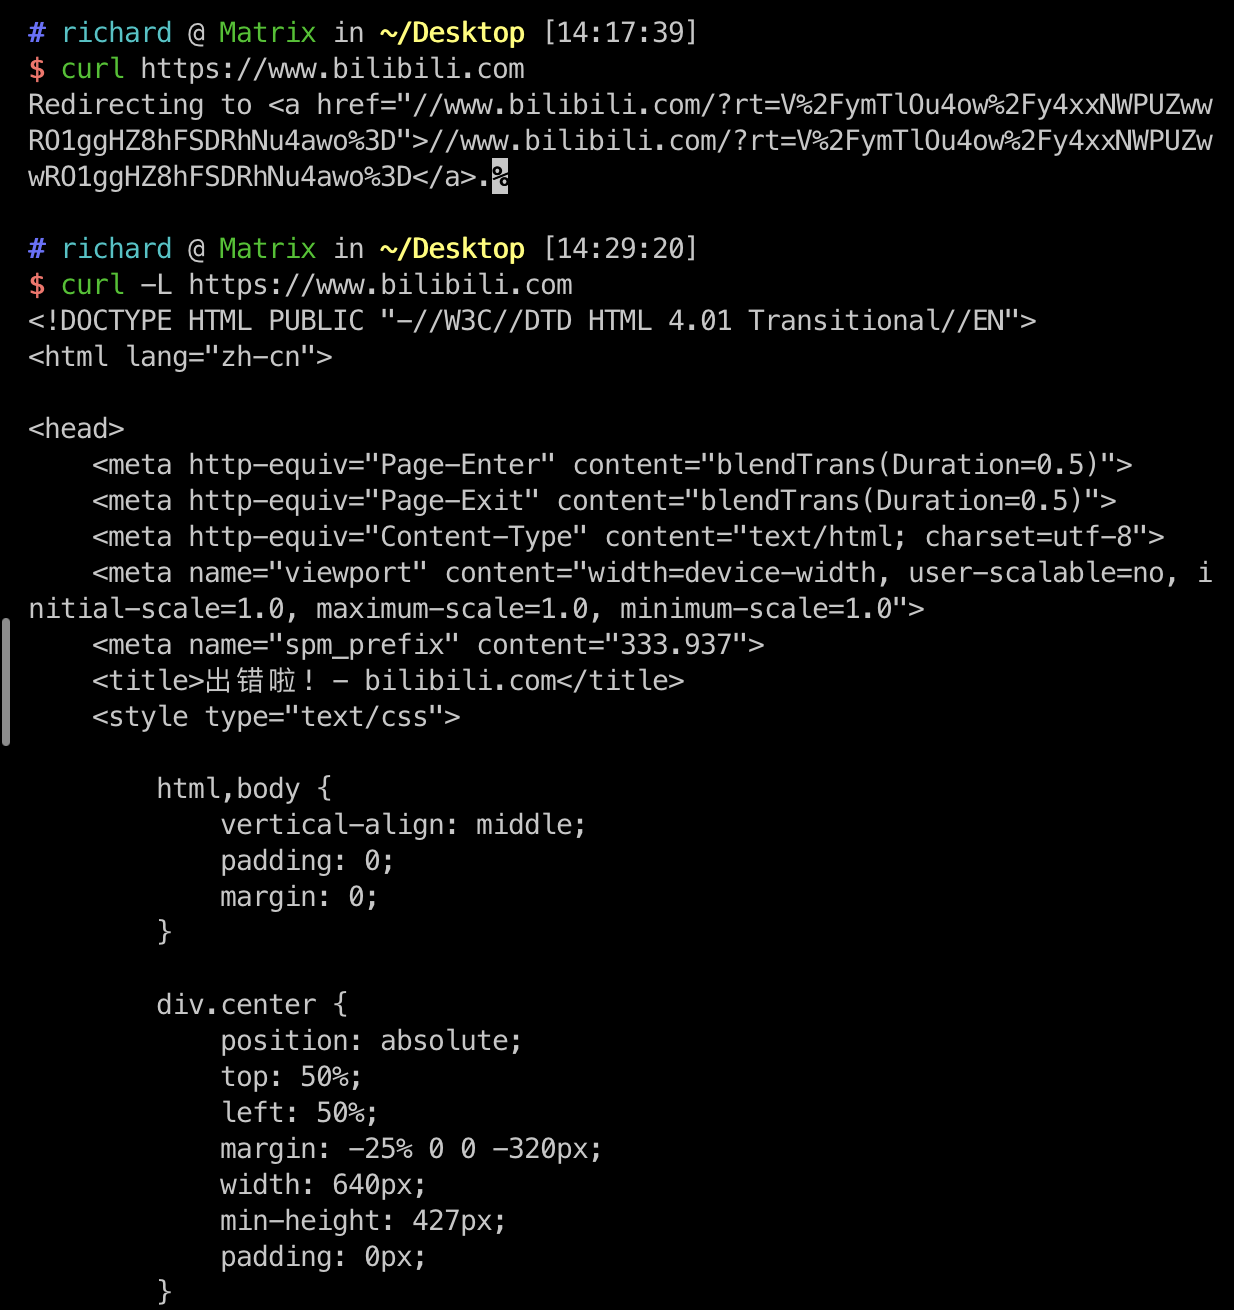 # richard @ Matrix in ~/Desktop [14:17:39]
$ curl https://www.bilibili.com
Redirecting to <a href="//www.bilibili.com/?rt=V%2FymTlOu4ow%2Fy4xxNWPUZww
RO1ggHZ8hFSDRhNu4awo%3D">//www.bilibili.com/?rt=V%2FymTlOu4ow%2Fy4xxNWPUZw
wRO1ggHZ8hFSDRhNu4awo%3D</a>.%
# richard @ Matrix in ~/Desktop [14:29:20]
$ curl -L https://www.bilibili.com
<!DOCTYPE HTML PUBLIC "-//W3C//DTD HTML 4.01 Transitional//EN">
<html lang="zh-cn">
<head>
    <meta http-equiv="Page-Enter" content="blendTrans(Duration=0.5)">
    <meta http-equiv="Page-Exit" content="blendTrans(Duration=0.5)">
    <meta http-equiv="Content-Type" content="text/html; charset=utf-8">
    <meta name="viewport" content="width=device-width, user-scalable=no, i
nitial-scale=1.0, maximum-scale=1.0, minimum-scale=1.0">
    <meta name="spm_prefix" content="333.937">
    <title>出错啦! - bilibili.com</title>
    <style type="text/css">
        html,body {
            vertical-align: middle;
            padding: 0;
            margin: 0;
        }
        div.center {
            position: absolute;
            top: 50%;
            left: 50%;
            margin: -25% 0 0 -320px;
            width: 640px;
            min-height: 427px;
            padding: 0px;
        }